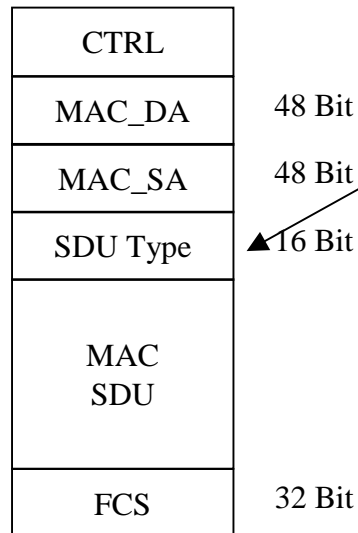 CTRL
MAC_DA 48 Bit
MAC_SA 48 Bit
SDU Type 16 Bit
MAC
SDU
FCS 32 Bit